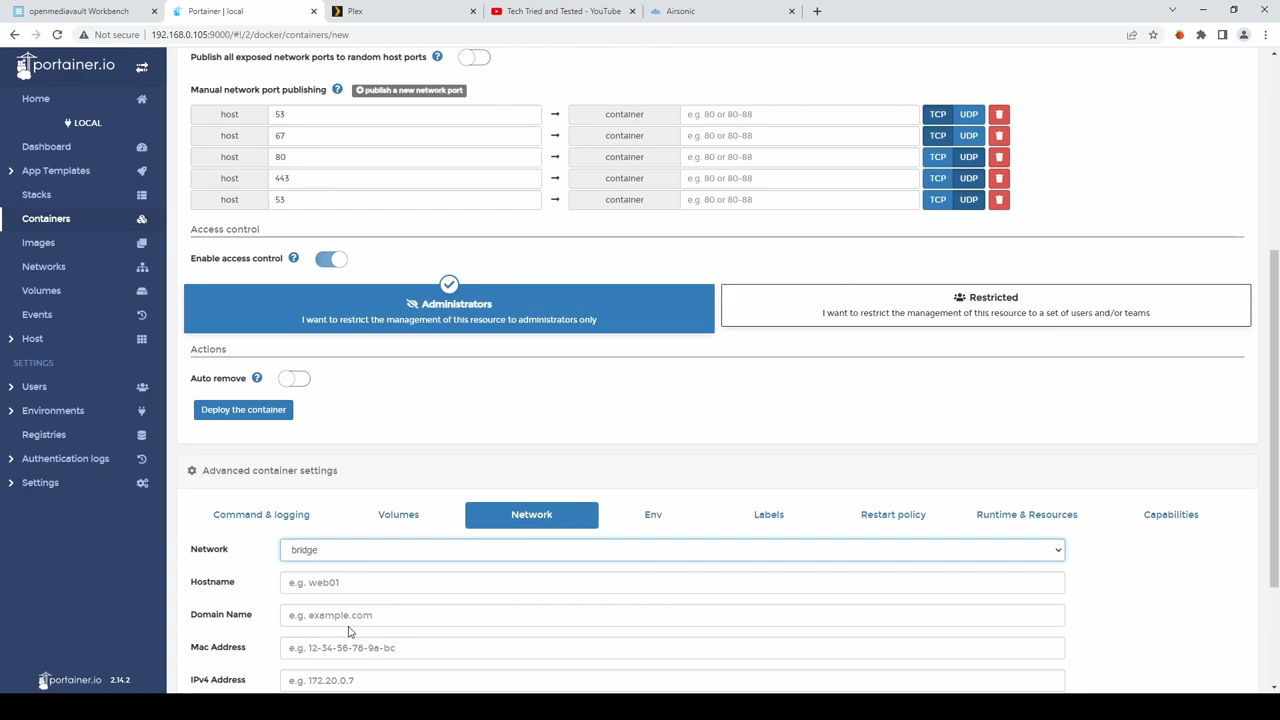 openmediavault Workbench
Portainer | local
Plex
Tech Tried and Tested - YouTube
Airsonic
Not secure
192.168.0.105:9000/#!/2/docker/containers/new
portainer.io
Home
LOCAL
Dashboard
App Templates
Stacks
Containers
Images
Networks
Volumes
Events
Host
SETTINGS
Users
Environments
Registries
Authentication logs
Settings
portainer.io 2.14.2
Publish all exposed network ports to random host ports
Manual network port publishing publish a new network port
host 53 container e.g. 80 or 80-88 TCP UDP
host 67 container e.g. 80 or 80-88 TCP UDP
host 80 container e.g. 80 or 80-88 TCP UDP
host 443 container e.g. 80 or 80-88 TCP UDP
host 53 container e.g. 80 or 80-88 TCP UDP
Access control
Enable access control
Administrators
I want to restrict the management of this resource to administrators only
Restricted
I want to restrict the management of this resource to a set of users and/or teams
Actions
Auto remove
Deploy the container
Advanced container settings
Command & logging Volumes Network Env Labels Restart policy Runtime & Resources Capabilities
Network bridge
Hostname e.g. web01
Domain Name e.g. example.com
Mac Address e.g. 12-34-56-78-9a-bc
IPv4 Address e.g. 172.20.0.7